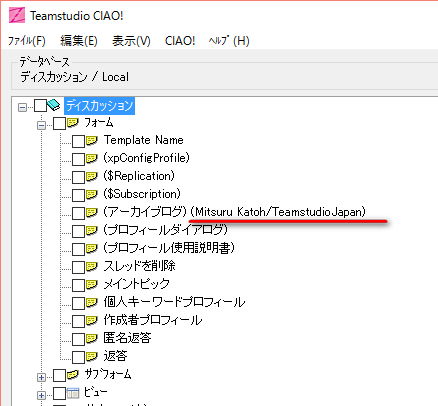 Teamstudio CIAO!
ﾌｧｲﾙ(F) 編集(E) 表示(V) CIAO! ﾍﾙﾌﾟ(H)
ﾃﾞｰﾀﾍﾞｰｽ
ディスカッション / Local
ディスカッション
フォーム
Template Name
(xpConfigProfile)
($Replication)
($Subscription)
(アーカイブログ) (Mitsuru Katoh/TeamstudioJapan)
(プロフィールダイアログ)
(プロフィール使用説明書)
スレッドを削除
メイントピック
個人キーワードプロフィール
作成者プロフィール
匿名返答
返答
サブフォーム
ビュー